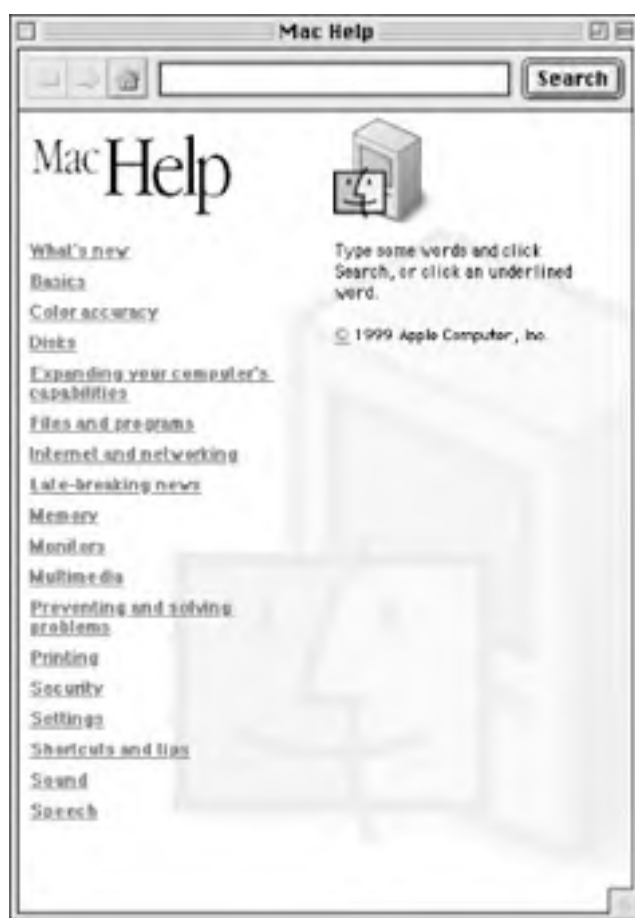 Mac Help
Search
Mac Help
What's new
Basics
Color accuracy
Disks
Expanding your computer's
capabilities
Files and programs
Internet and networking
Late-breaking news
Memory
Monitors
Multimedia
Preventing and solving
problems
Printing
Security
Settings
Shortcuts and tips
Sound
Speech
Type some words and click
Search, or click an underlined
word.
© 1999 Apple Computer, Inc.